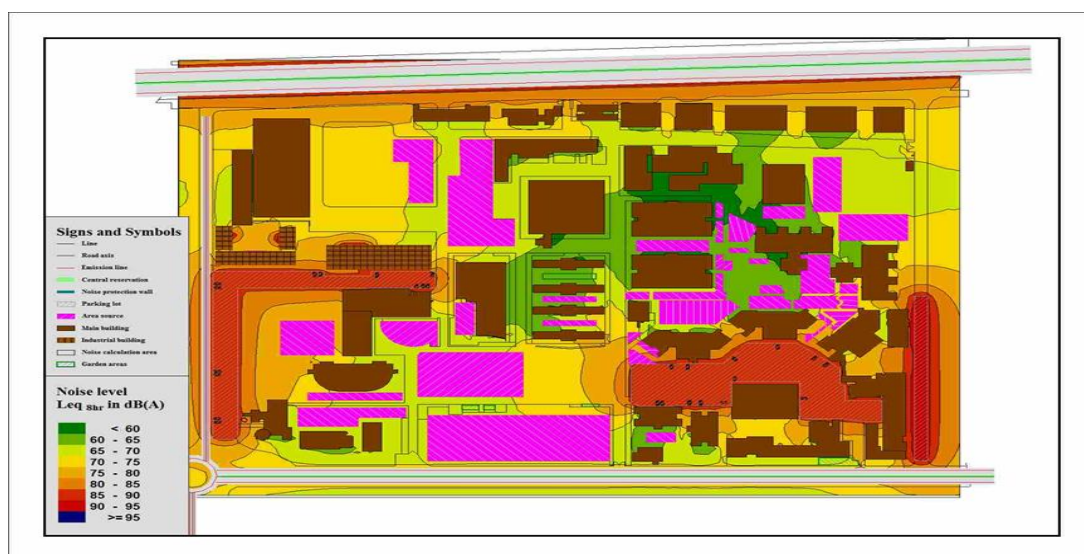 Signs and Symbols
Line
Road axis
Emission line
Central reservation
Noise protection wall
Parking lot
Area source
Main building
Industrial building
Noise calculation area
Garden areas
Noise level
Leq 8hr in dB(A)
< 60
60 - 65
65 - 70
70 - 75
75 - 80
80 - 85
85 - 90
90 - 95
>= 95